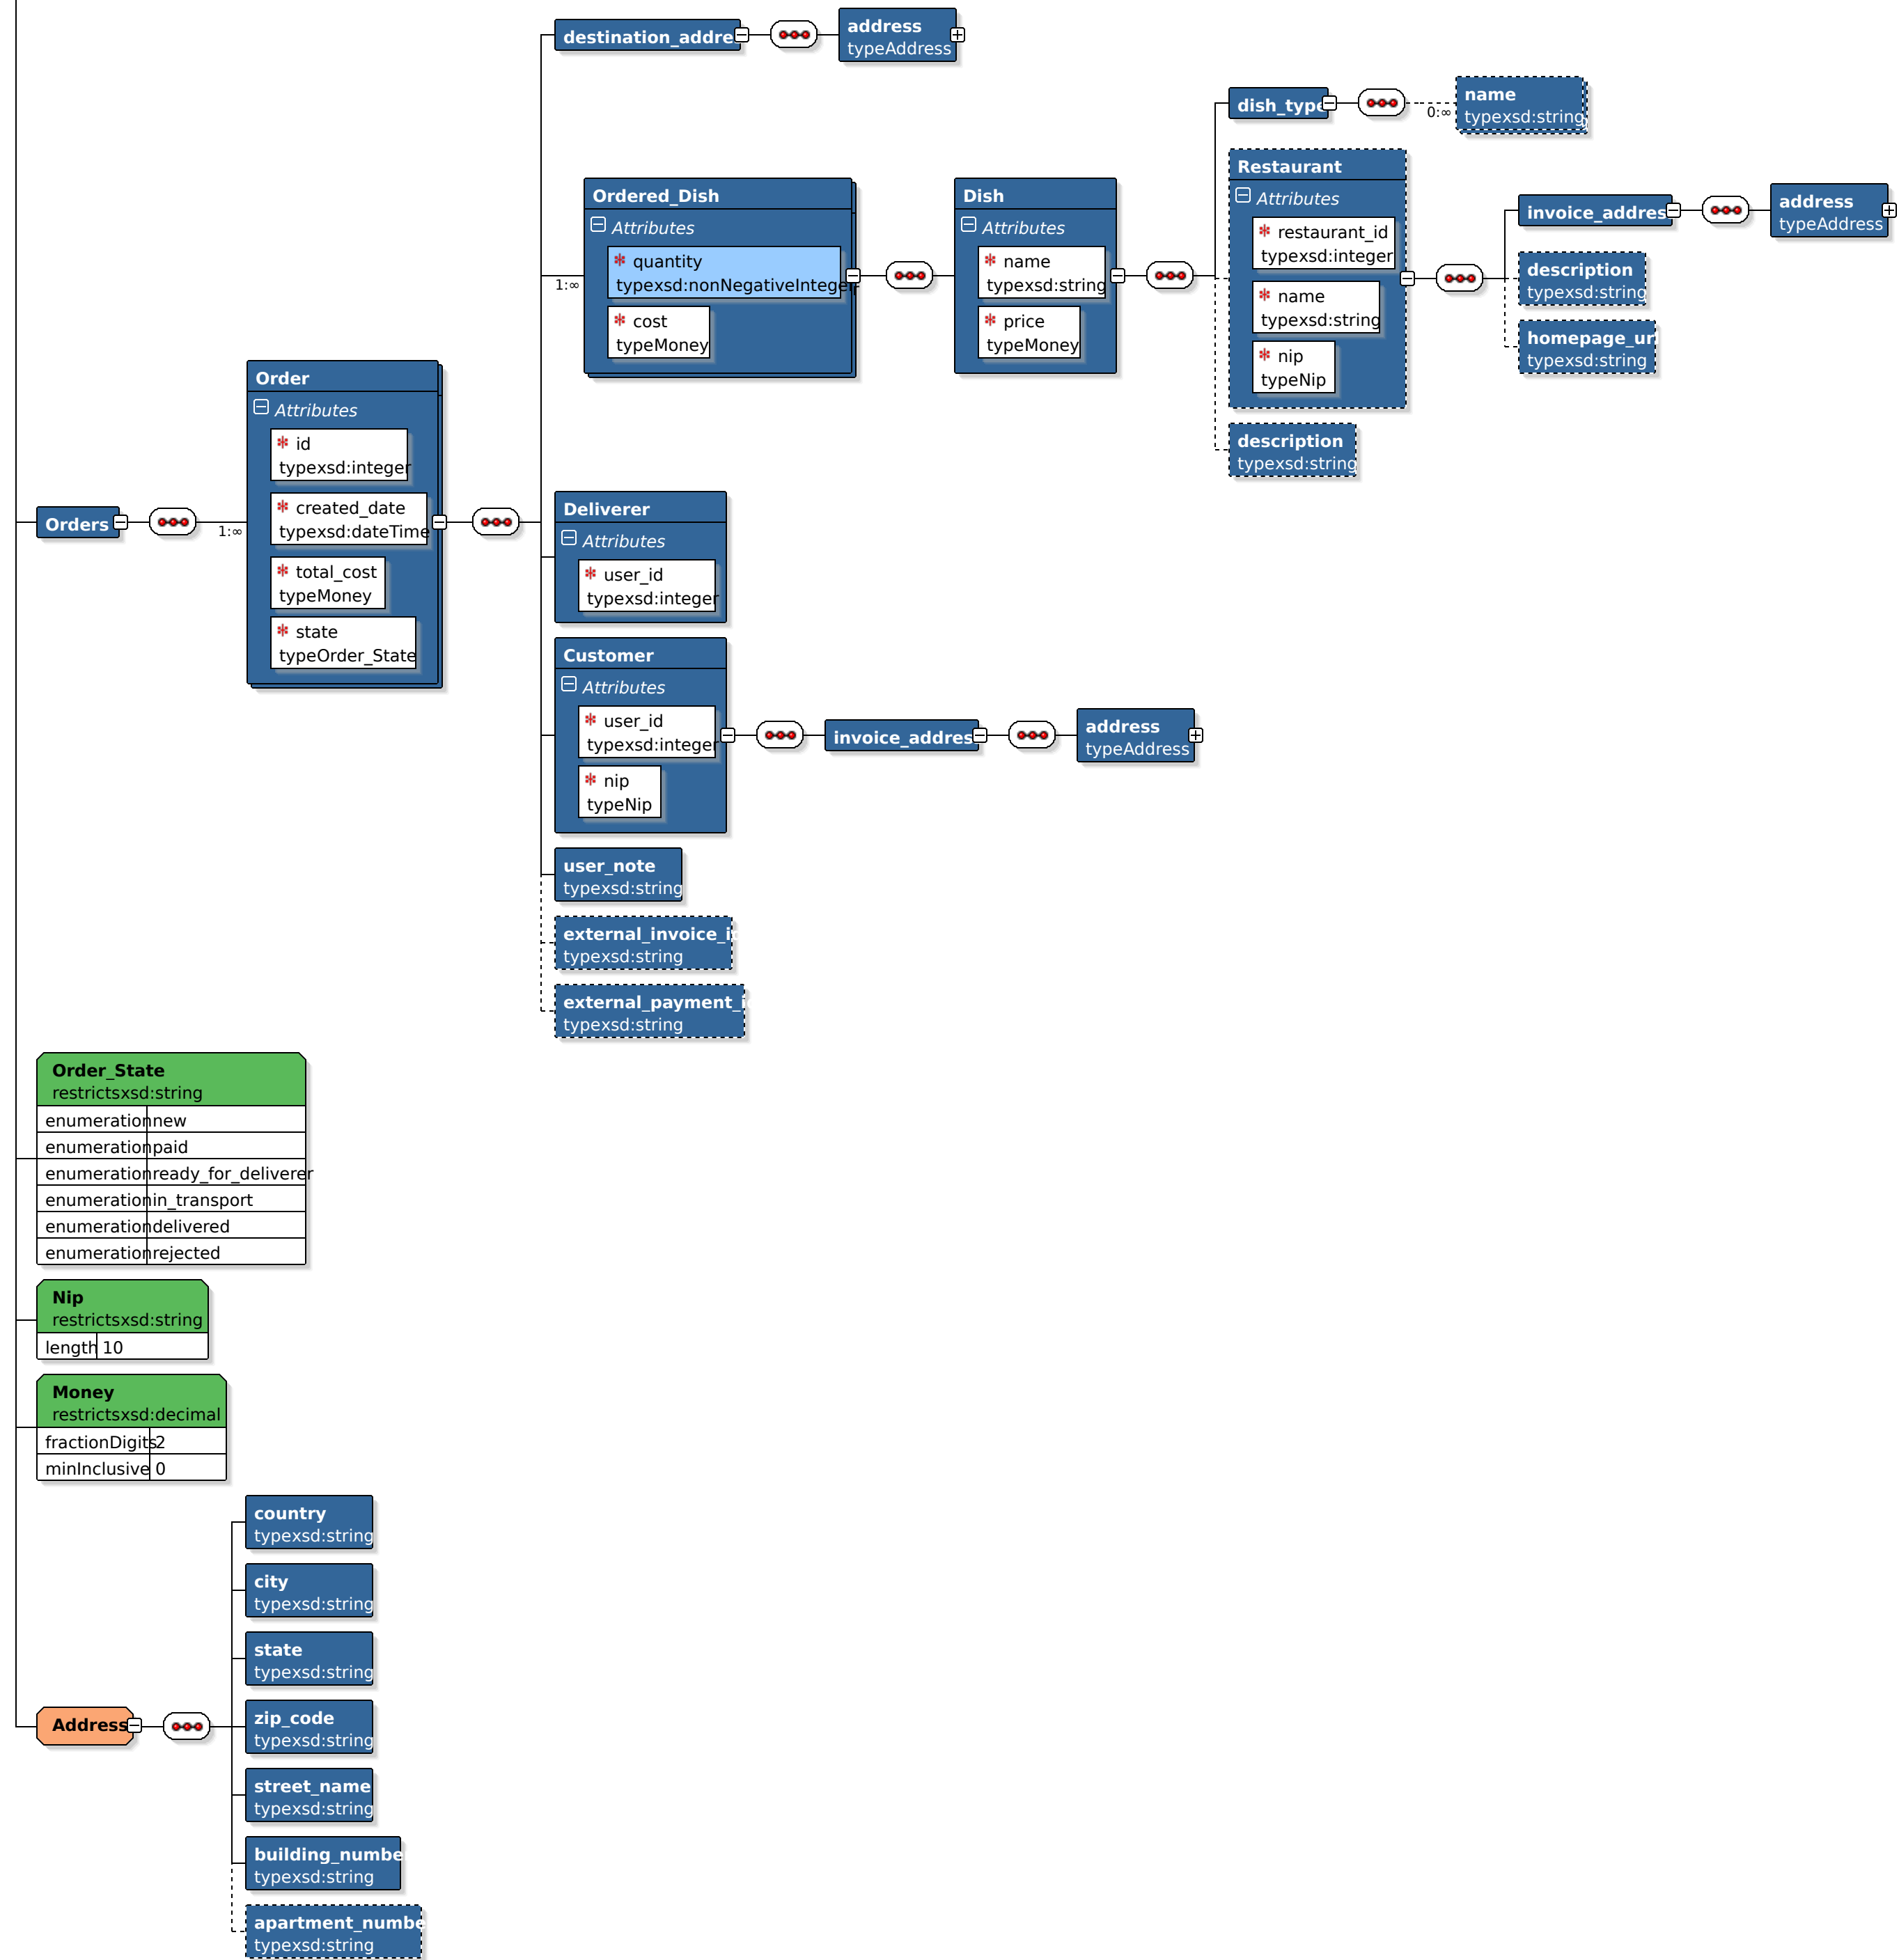 destination_addre
address
typeAddress
dish_type
0:∞
name
typexsd:string
Ordered_Dish
Attributes
quantity
typexsd:nonNegativeInteger
cost
typeMoney
1:∞
Dish
Attributes
name
typexsd:string
price
typeMoney
Restaurant
Attributes
restaurant_id
typexsd:integer
name
typexsd:string
nip
typeNip
invoice_addres
address
typeAddress
description
typexsd:string
homepage_ur
typexsd:string
description
typexsd:string
Orders
1:∞
Order
Attributes
id
typexsd:integer
created_date
typexsd:dateTime
total_cost
typeMoney
state
typeOrder_State
Deliverer
Attributes
user_id
typexsd:integer
Customer
Attributes
user_id
typexsd:integer
nip
typeNip
invoice_addres
address
typeAddress
user_note
typexsd:string
external_invoice_id
typexsd:string
external_payment_id
typexsd:string
Order_State
restrictsxsd:string
enumeration new
enumeration paid
enumeration ready_for_deliverer
enumeration in_transport
enumeration delivered
enumeration rejected
Nip
restrictsxsd:string
length 10
Money
restrictsxsd:decimal
fractionDigits 2
minInclusive 0
Address
country
typexsd:string
city
typexsd:string
state
typexsd:string
zip_code
typexsd:string
street_name
typexsd:string
building_numbe
typexsd:string
apartment_numbe
typexsd:string